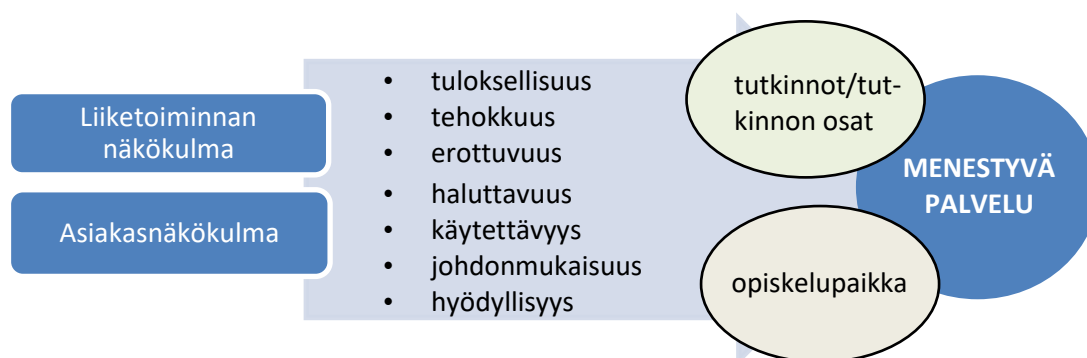 Liiketoiminnan
näkökulma
Asiakasnäkökulma
• tuloksellisuus
• tehokkuus
• erottuvuus
• haluttavuus
• käytettävyys
• johdonmukaisuus
• hyödyllisyys
tutkinnot/tut-
kinnon osat
opiskelupaikka
MENESTYVÄ
PALVELU